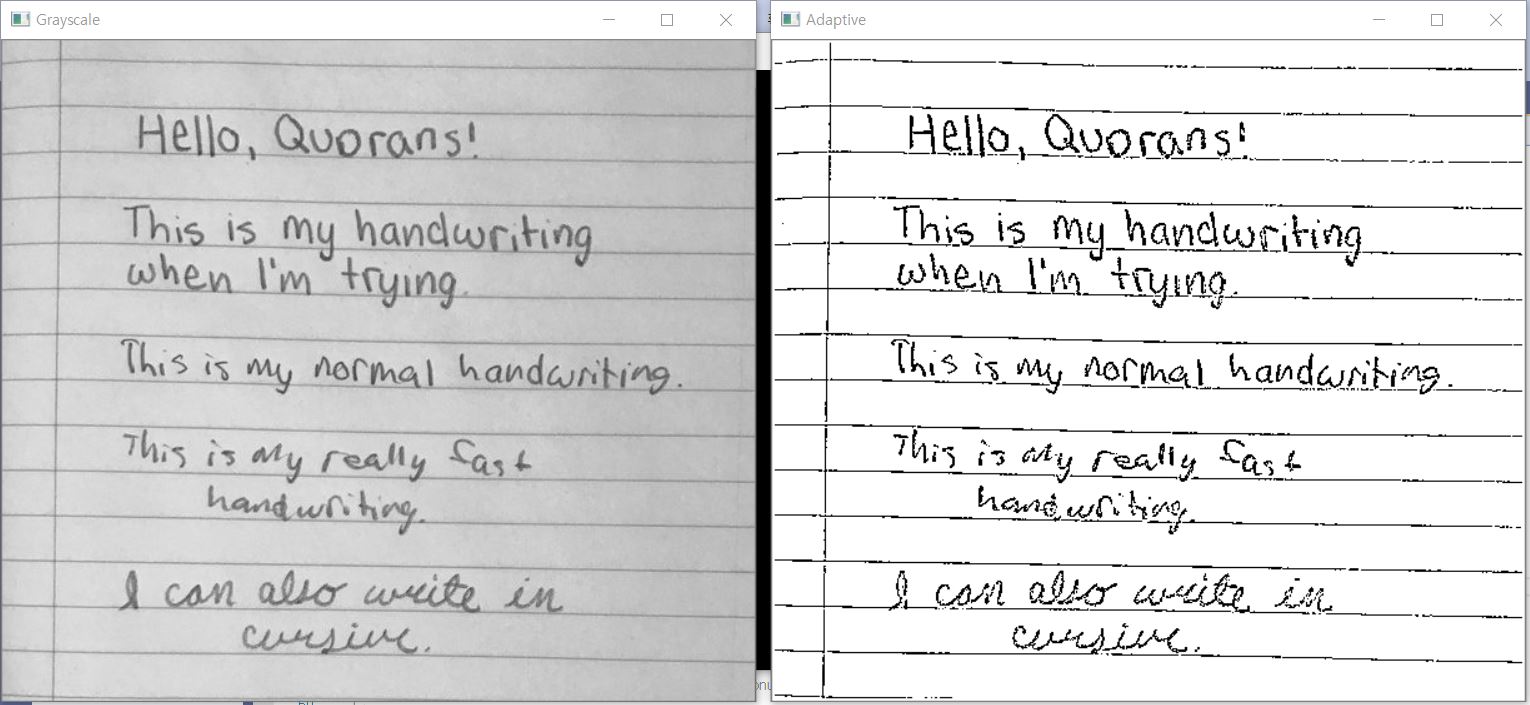 Grayscale
Hello, Quorans!
This is my handwriting
when I'm trying.
This is my normal handwriting.
This is my really fast
handwriting.
I can also write in
cursive.
Adaptive
Hello, Quorans!
This is my handwriting
when I'm trying.
This is my normal handwriting.
This is my really fast
handwriting.
I can also write in
cursive.